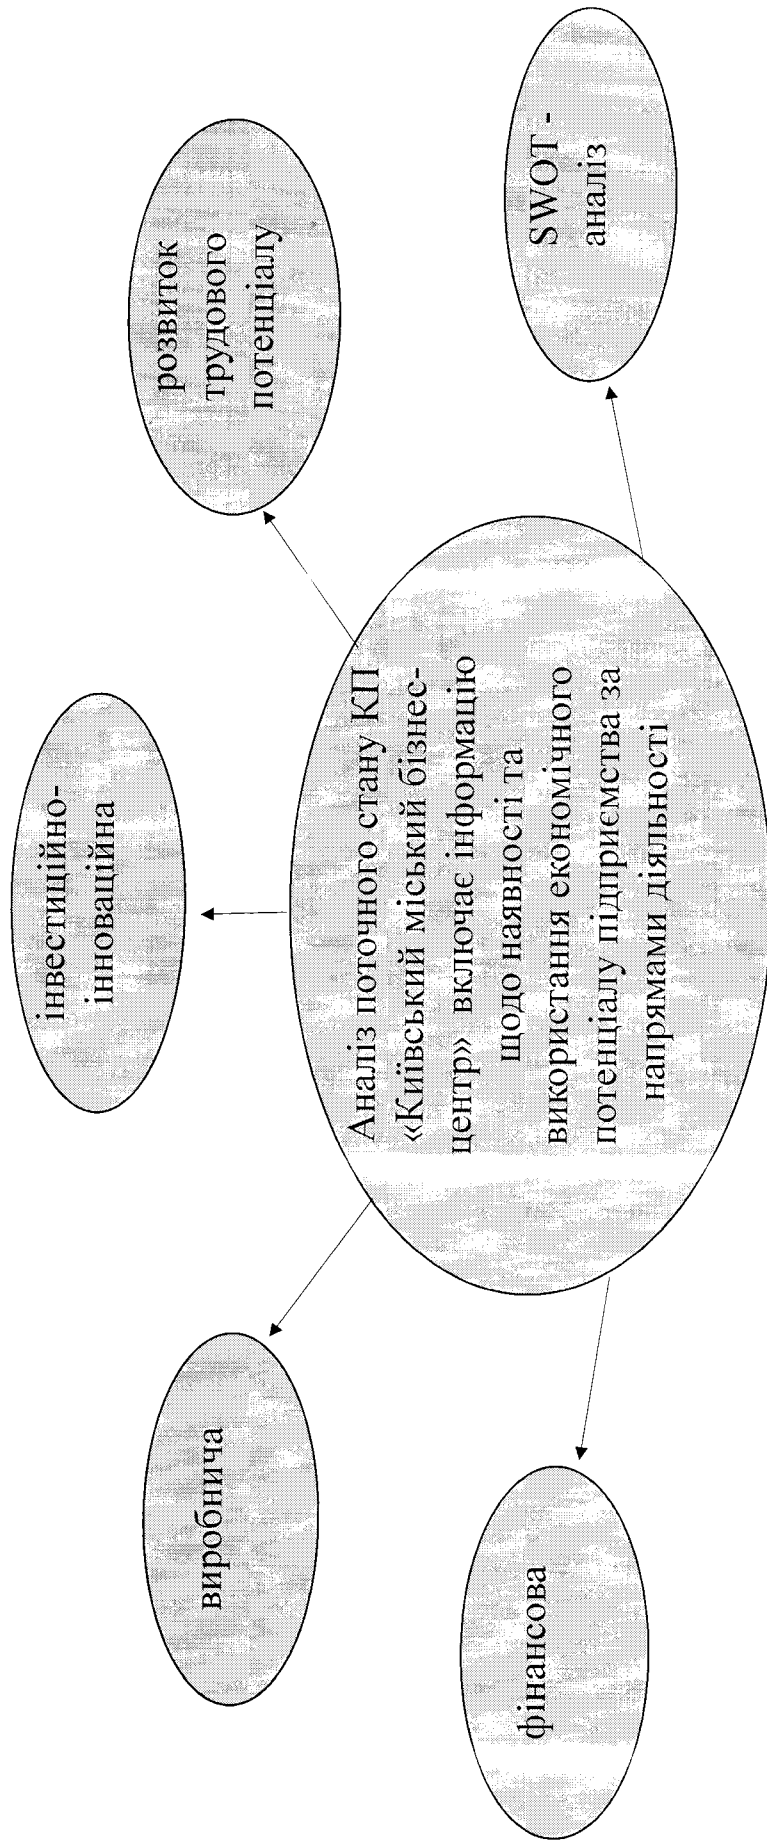 інвестиційно-
інноваційна
виробнича
розвиток
трудового
потенціалу
Аналіз поточного стану КП
«Київський міський бізнес-
центр» включає інформацію
щодо наявності та
використання економічного
потенціалу підприємства за
напрямами діяльності
фінансова
SWOT -
аналіз